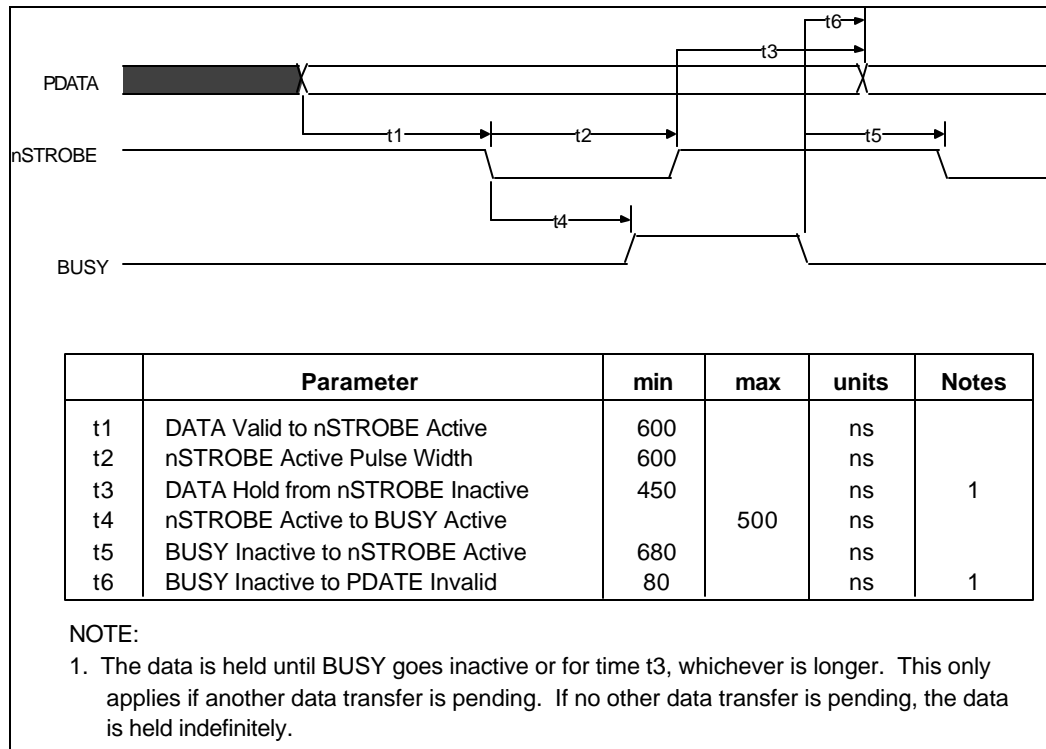 t6
t3
PDATA
t1
t2
t5
nSTROBE
t4
BUSY
Parameter min max units Notes
t1 DATA Valid to nSTROBE Active 600 ns
t2 nSTROBE Active Pulse Width 600 ns
t3 DATA Hold from nSTROBE Inactive 450 ns 1
t4 nSTROBE Active to BUSY Active 500 ns
t5 BUSY Inactive to nSTROBE Active 680 ns
t6 BUSY Inactive to PDATE Invalid 80 ns 1
NOTE:
1. The data is held until BUSY goes inactive or for time t3, whichever is longer. This only
applies if another data transfer is pending. If no other data transfer is pending, the data
is held indefinitely.